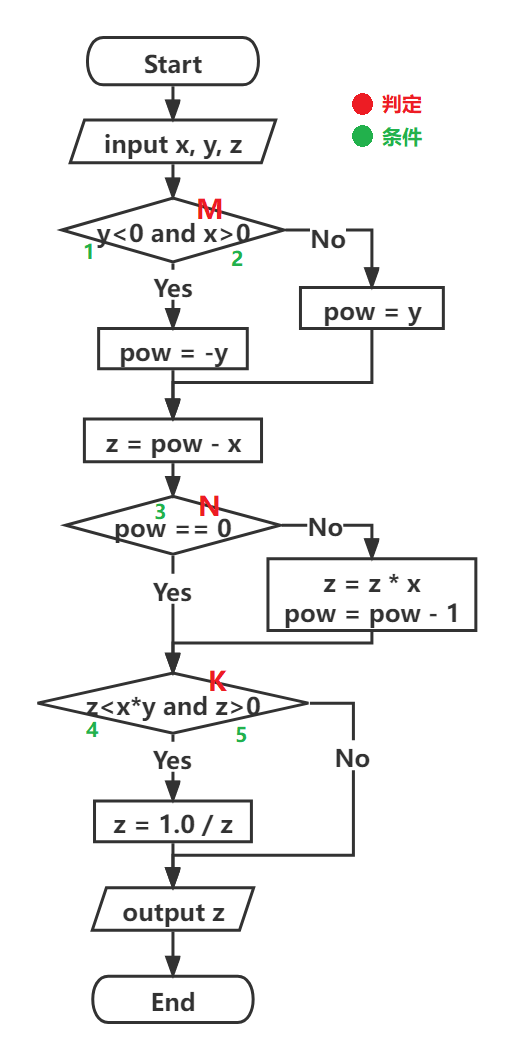 Start
判定
条件
input x, y, z
M
y<0 and x>0
1
2
No
Yes
pow = y
pow = -y
z = pow - x
3
N
pow == 0
No
Yes
z = z * x
pow = pow - 1
K
z<x*y and z>0
4
5
Yes
No
z = 1.0 / z
output z
End